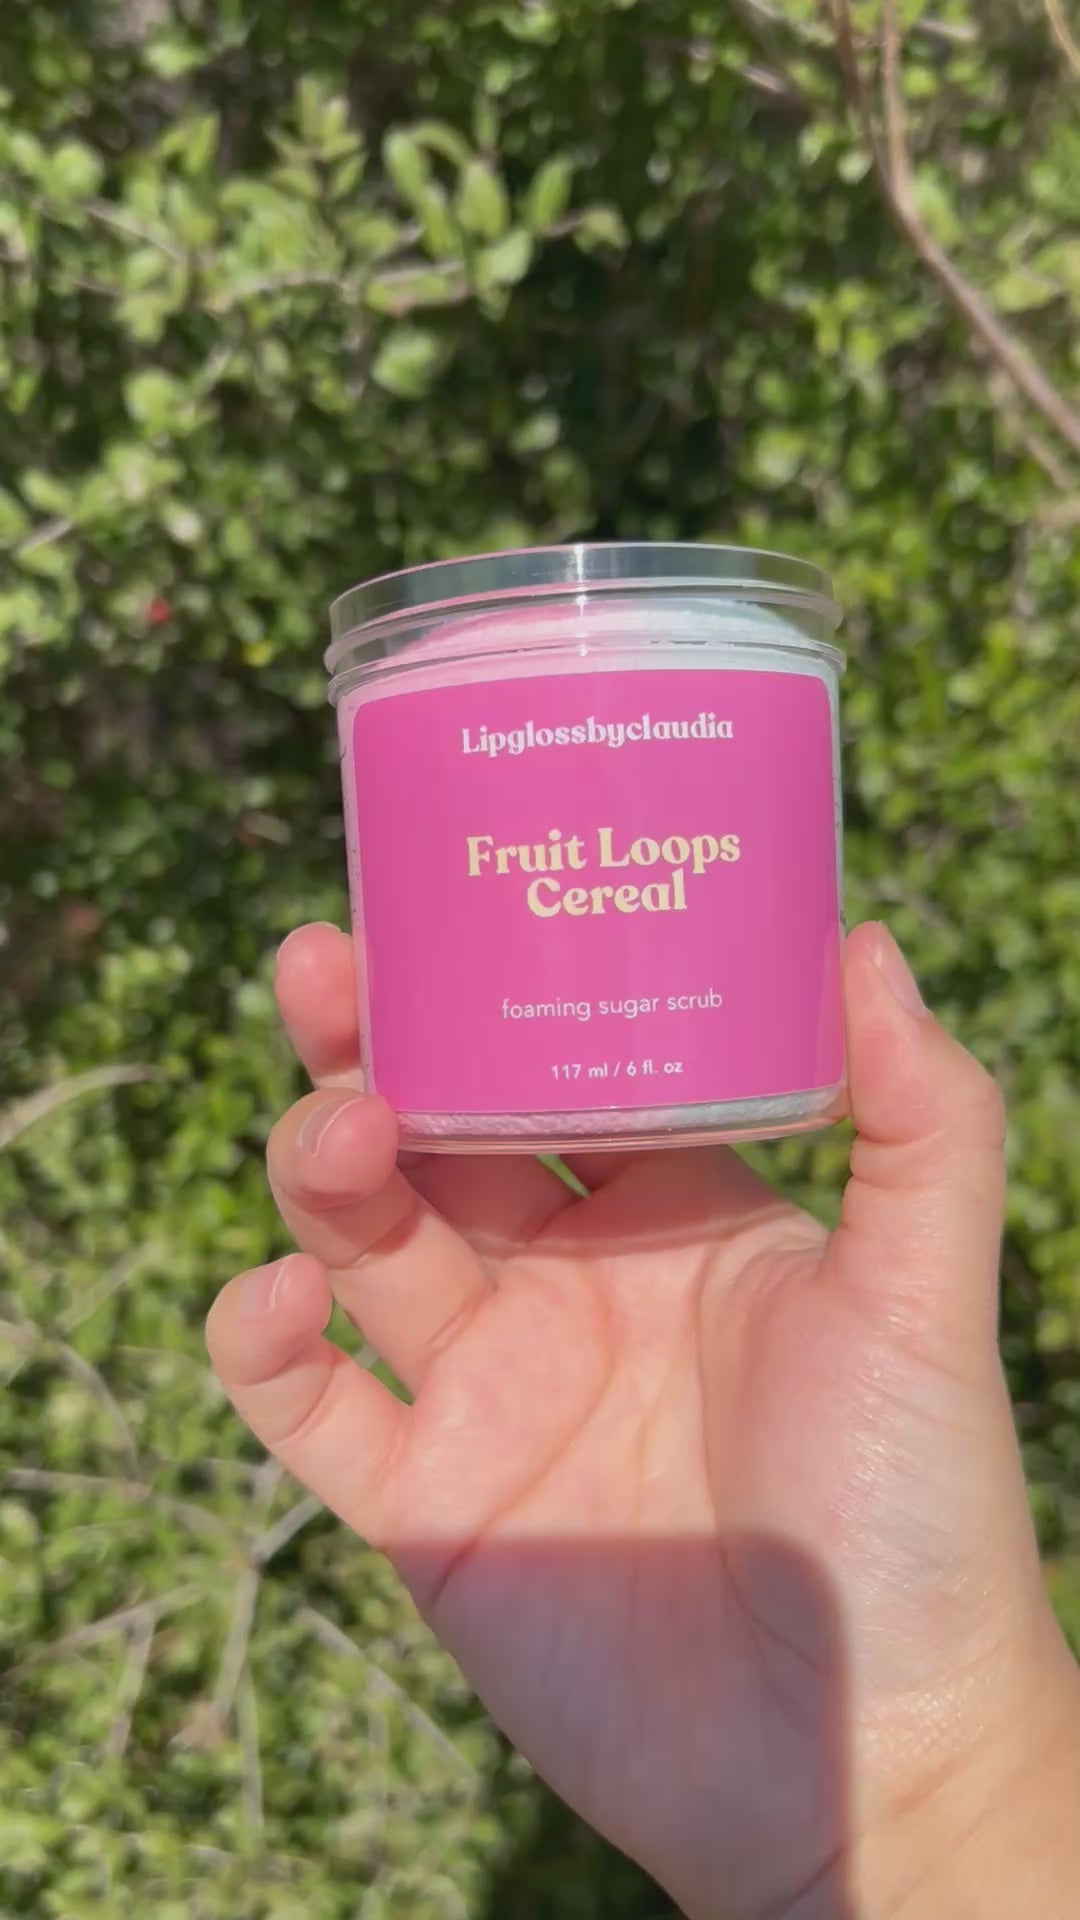 Lipglossbyclaudia
Fruit Loops
Cereal
foaming sugar scrub
117 ml / 6 fl. oz